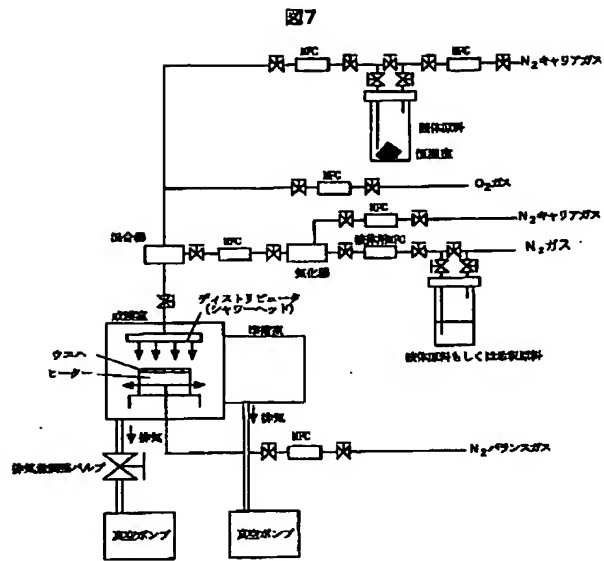 図7
MFC
MFC
N₂キャリアガス
固体原料
恒温度
MFC
O₂ガス
MFC
N₂キャリアガス
混合器
MFC
気化器
液体用MFC
N₂ガス
ディストリビュータ
(シャワーヘッド)
成膜室
準備室
ウエハ
ヒーター
液体原料もしくは溶液原料
排気
排気
MFC
N₂バランスガス
排気量調整バルブ
真空ポンプ
真空ポンプ